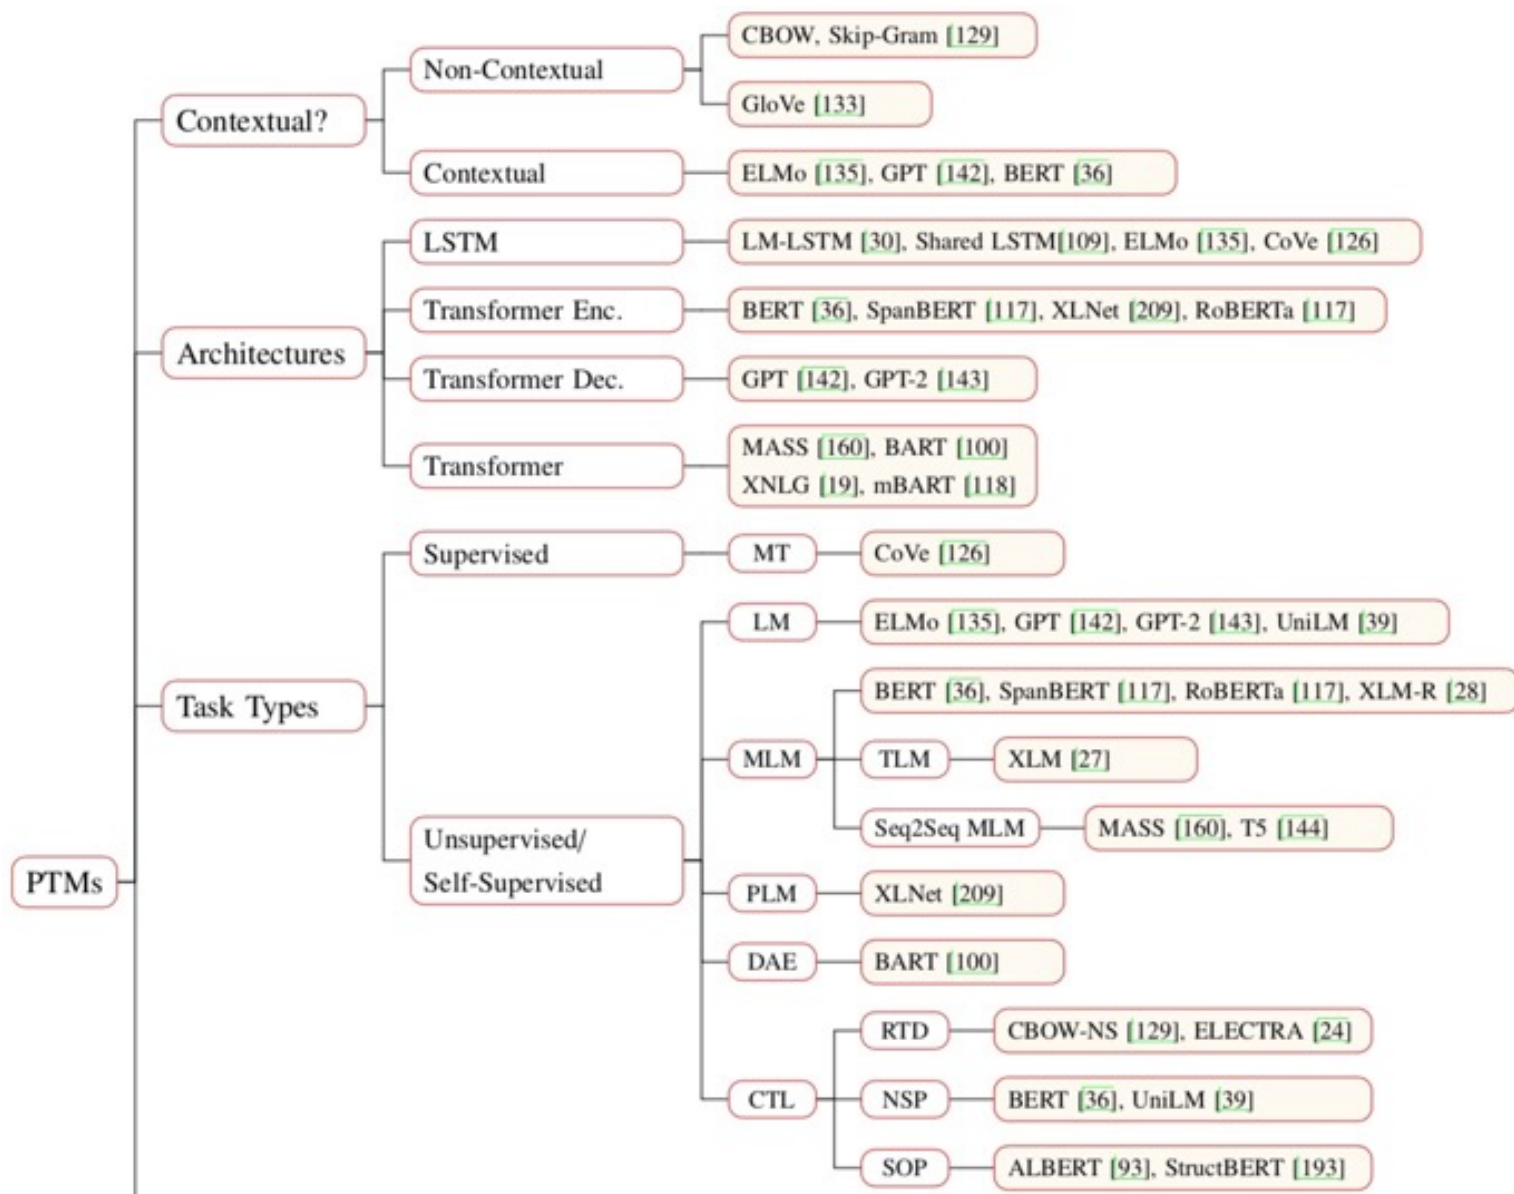 CBOW, Skip-Gram [129]
Non-Contextual
GloVe [133]
Contextual?
Contextual
ELMo [135], GPT [142], BERT [36]
LSTM
LM-LSTM [30], Shared LSTM[109], ELMo [135], CoVe [126]
Transformer Enc.
BERT [36], SpanBERT [117], XLNet [209], RoBERTa [117]
Architectures
Transformer Dec.
GPT [142], GPT-2 [143]
Transformer
MASS [160], BART [100]
XNLG [19], mBART [118]
Supervised
MT
CoVe [126]
LM
ELMo [135], GPT [142], GPT-2 [143], UniLM [39]
BERT [36], SpanBERT [117], RoBERTa [117], XLM-R [28]
Task Types
MLM
TLM
XLM [27]
Seq2Seq MLM
MASS [160], T5 [144]
Unsupervised/
Self-Supervised
PTMs
PLM
XLNet [209]
DAE
BART [100]
RTD
CBOW-NS [129], ELECTRA [24]
CTL
NSP
BERT [36], UniLM [39]
SOP
ALBERT [93], StructBERT [193]